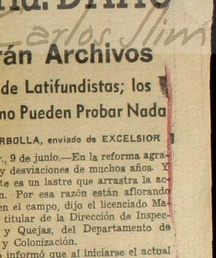 Carlos Slim
rán Archivos
de Latifundistas; los
no Pueden Probar Nada
RBOLLA, enviado de EXCELSIOR
r., 9 de junio.—En la reforma agra-
y desviaciones de muchos años. Y
te es un lastre que arrastra la ac-
n. Por esa razón están aflorando
en el campo, dijo el licenciado Ma-
titular de la Dirección de Inspec-
y Quejas, del Departamento de
y Colonización.
informó que al iniciarse el actual